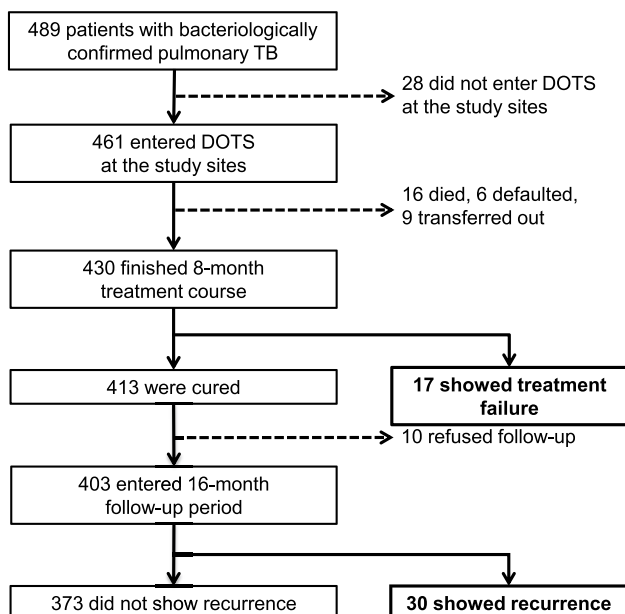 489 patients with bacteriologically
confirmed pulmonary TB
28 did not enter DOTS
at the study sites
461 entered DOTS
at the study sites
16 died, 6 defaulted,
9 transferred out
430 finished 8-month
treatment course
413 were cured
17 showed treatment
failure
10 refused follow-up
403 entered 16-month
follow-up period
373 did not show recurrence
30 showed recurrence